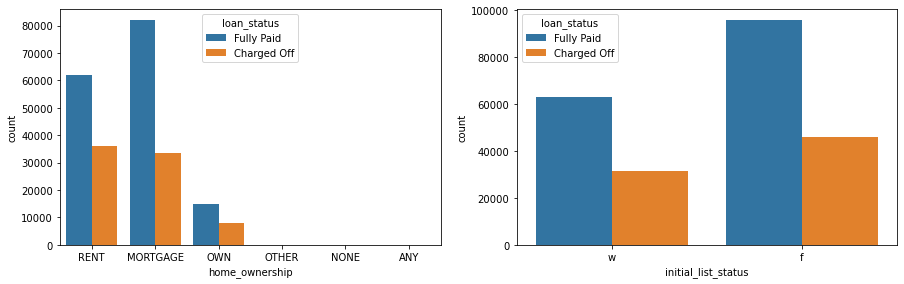 loan_status
Fully Paid
Charged Off
80000
70000
60000
50000
40000
30000
20000
10000
0
count
RENT MORTGAGE OWN OTHER NONE ANY
home_ownership
loan_status
Fully Paid
Charged Off
100000
80000
60000
40000
20000
0
count
w f
initial_list_status